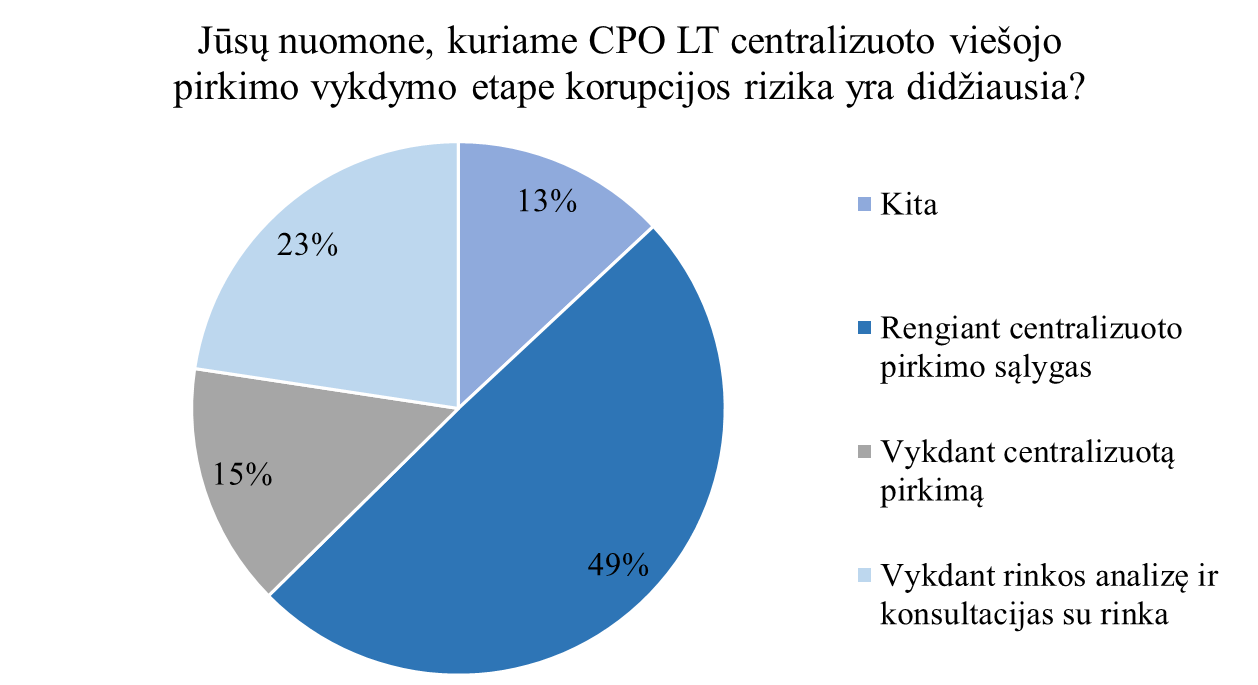 Jūsų nuomone, kuriame CPO LT centralizuoto viešojo
pirkimo vykdymo etape korupcijos rizika yra didžiausia?
13%
23%
15%
49%
Kita
Rengiant centralizuoto
pirkimo sąlygas
Vykdant centralizuotą
pirkimą
Vykdant rinkos analizę ir
konsultacijas su rinka